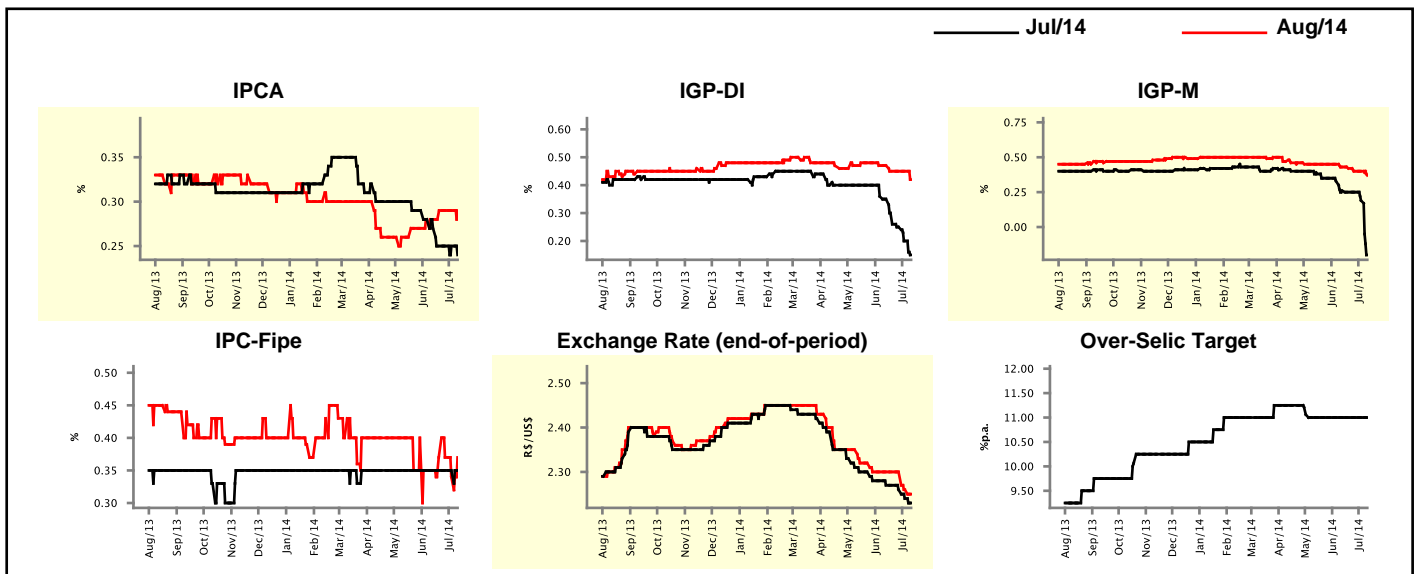 Jul/14 Aug/14
IPCA
IGP-DI
IGP-M
%
0.35
0.30
0.25
Aug/13 Sep/13 Oct/13 Nov/13 Dec/13 Jan/14 Feb/14 Mar/14 Apr/14 May/14 Jun/14 Jul/14
%
0.60
0.50
0.40
0.20
Aug/13 Sep/13 Oct/13 Nov/13 Dec/13 Jan/14 Feb/14 Mar/14 Apr/14 May/14 Jun/14 Jul/14
%
0.75
0.50
0.25
0.00
Aug/13 Sep/13 Oct/13 Nov/13 Dec/13 Jan/14 Feb/14 Mar/14 Apr/14 May/14 Jun/14 Jul/14
IPC-Fipe
Exchange Rate (end-of-period)
Over-Selic Target
%
0.50
0.45
0.40
0.35
0.30
Aug/13 Sep/13 Oct/13 Nov/13 Dec/13 Jan/14 Feb/14 Mar/14 Apr/14 May/14 Jun/14 Jul/14
R$/US$
2.50
2.40
2.30
Aug/13 Sep/13 Oct/13 Nov/13 Dec/13 Jan/14 Feb/14 Mar/14 Apr/14 May/14 Jun/14 Jul/14
%p.a.
12.00
11.50
11.00
10.50
10.00
9.50
Aug/13 Sep/13 Oct/13 Nov/13 Dec/13 Jan/14 Feb/14 Mar/14 Apr/14 May/14 Jun/14 Jul/14